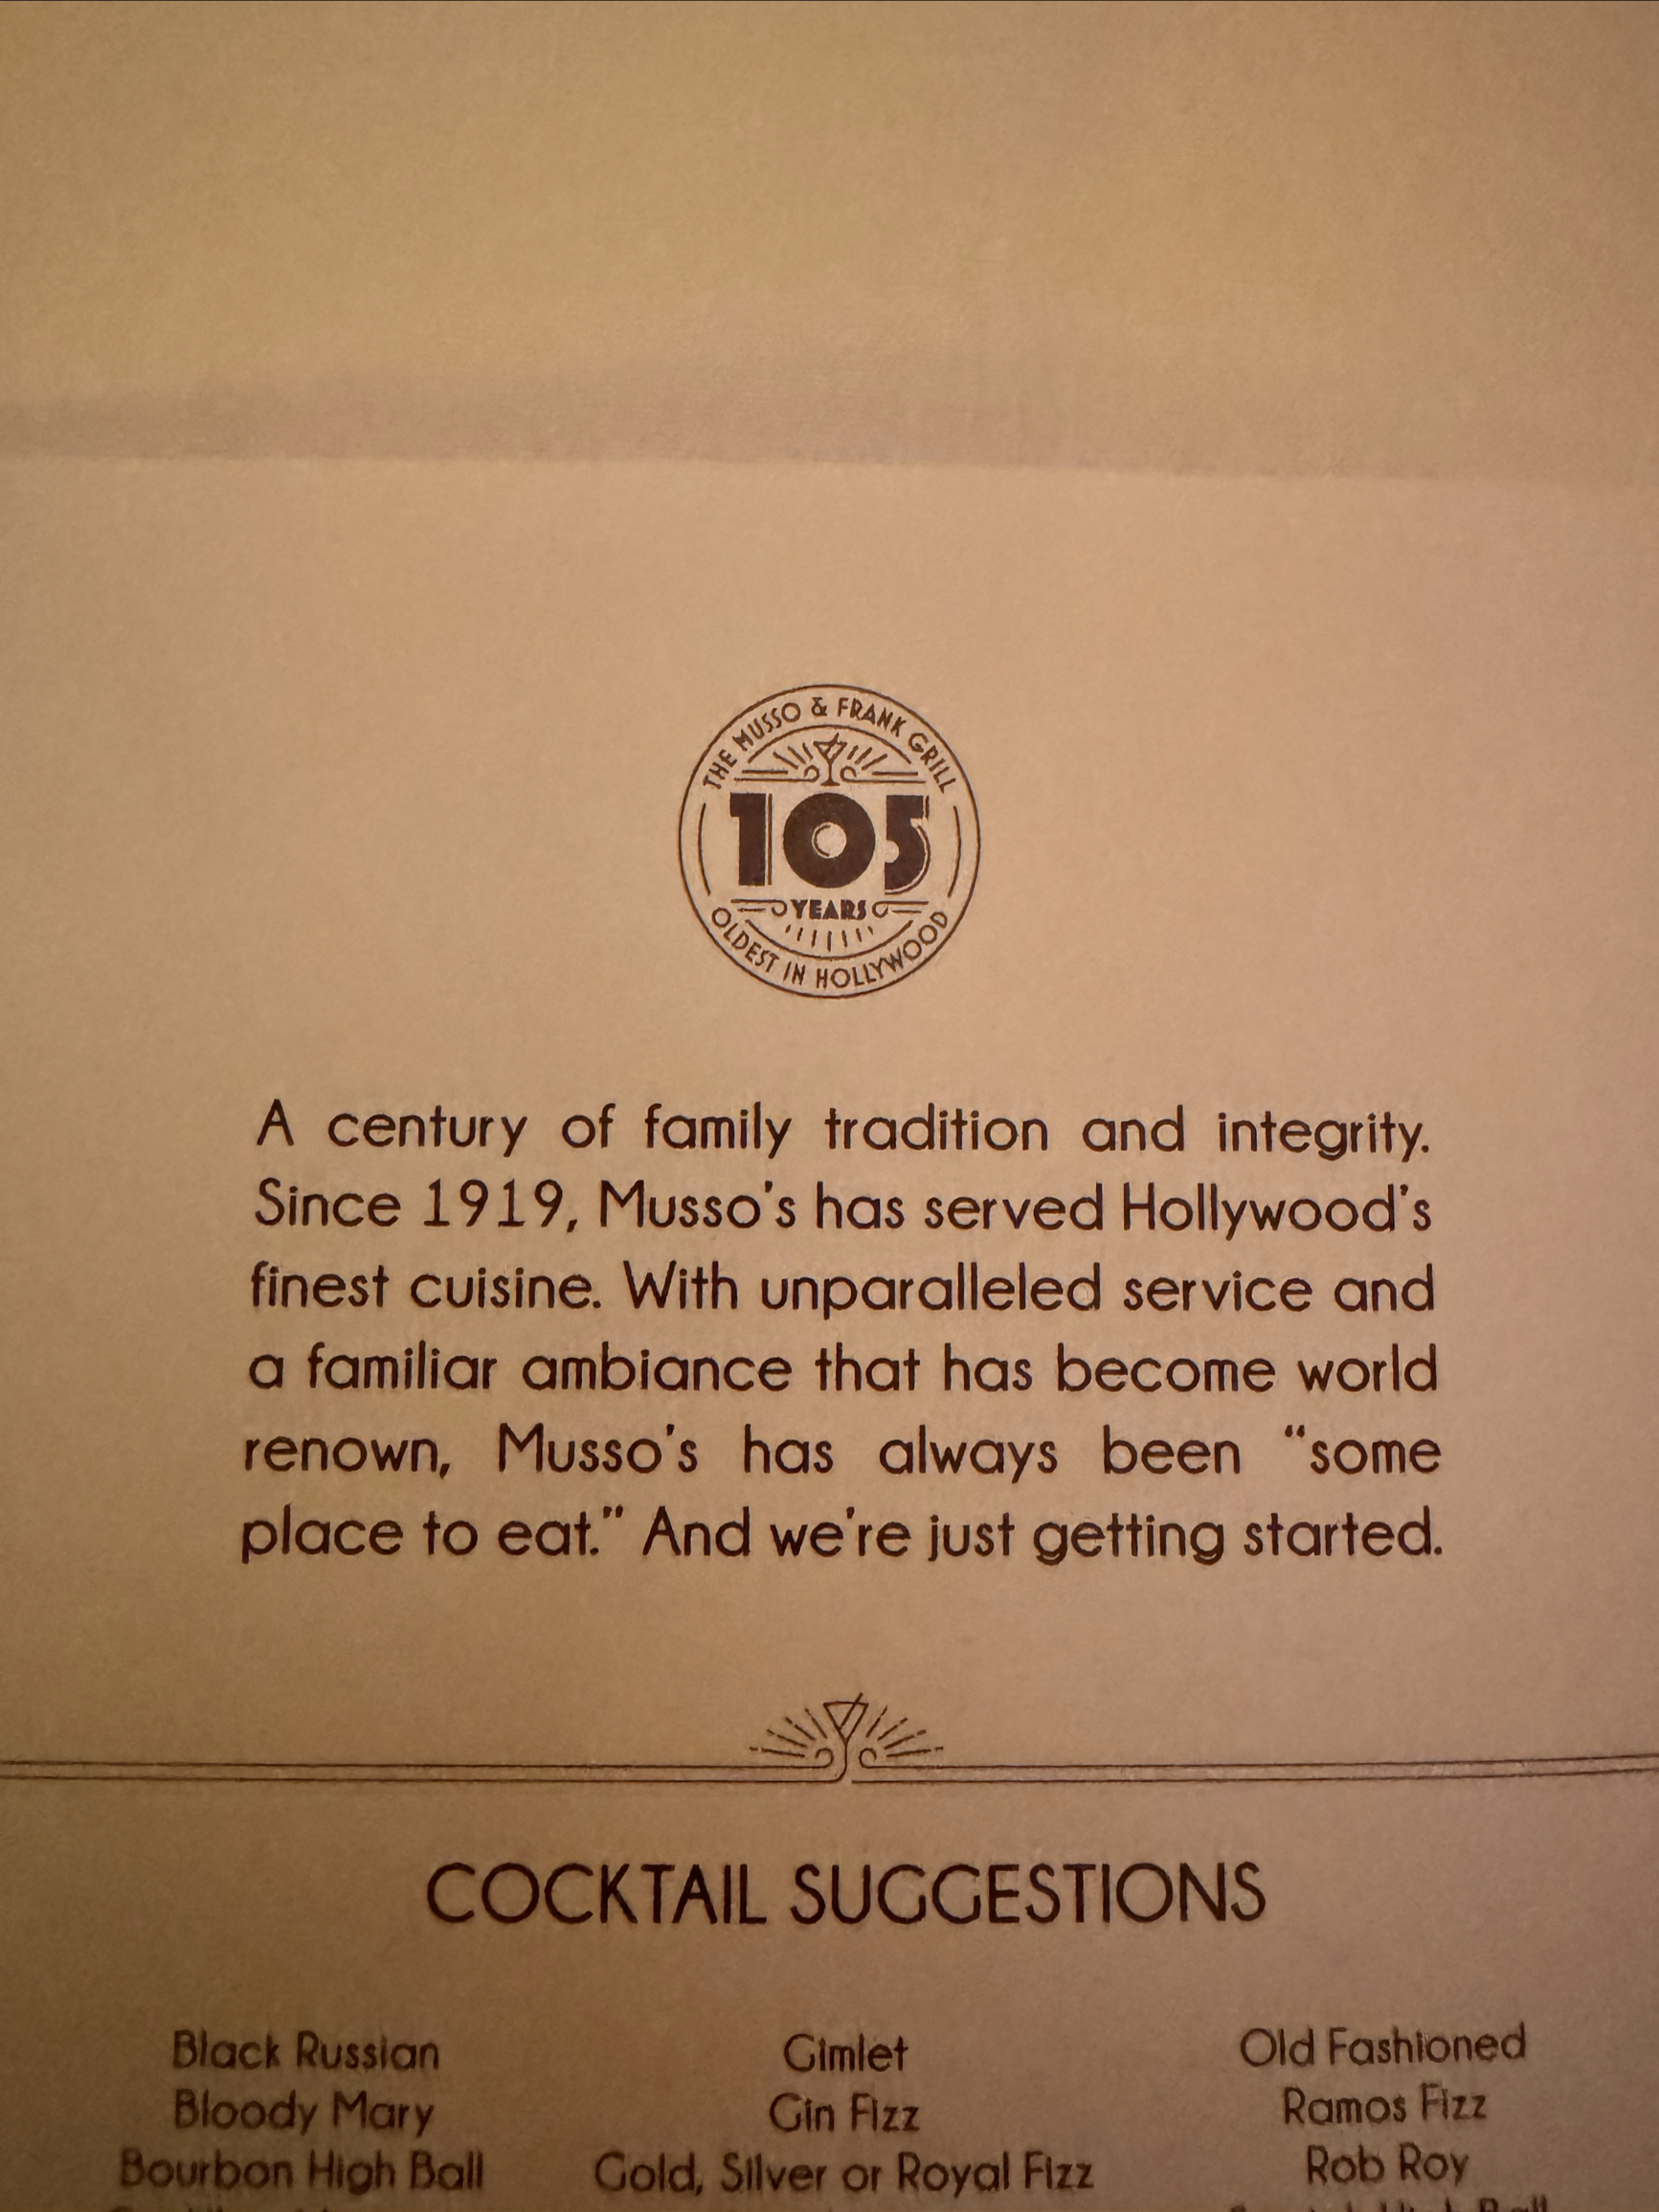 THE MUSSO & FRANK GRILL
105
YEARS
OLDEST IN HOLLYWOOD
A century of family tradition and integrity.
Since 1919, Musso's has served Hollywood's
finest cuisine. With unparalleled service and
a familiar ambiance that has become world
renown, Musso's has always been “some
place to eat.” And we're just getting started.
COCKTAIL SUGGESTIONS
Black Russian
Bloody Mary
Bourbon High Ball
Gimlet
Gin Fizz
Gold, Silver or Royal Fizz
Old Fashioned
Ramos Fizz
Rob Roy